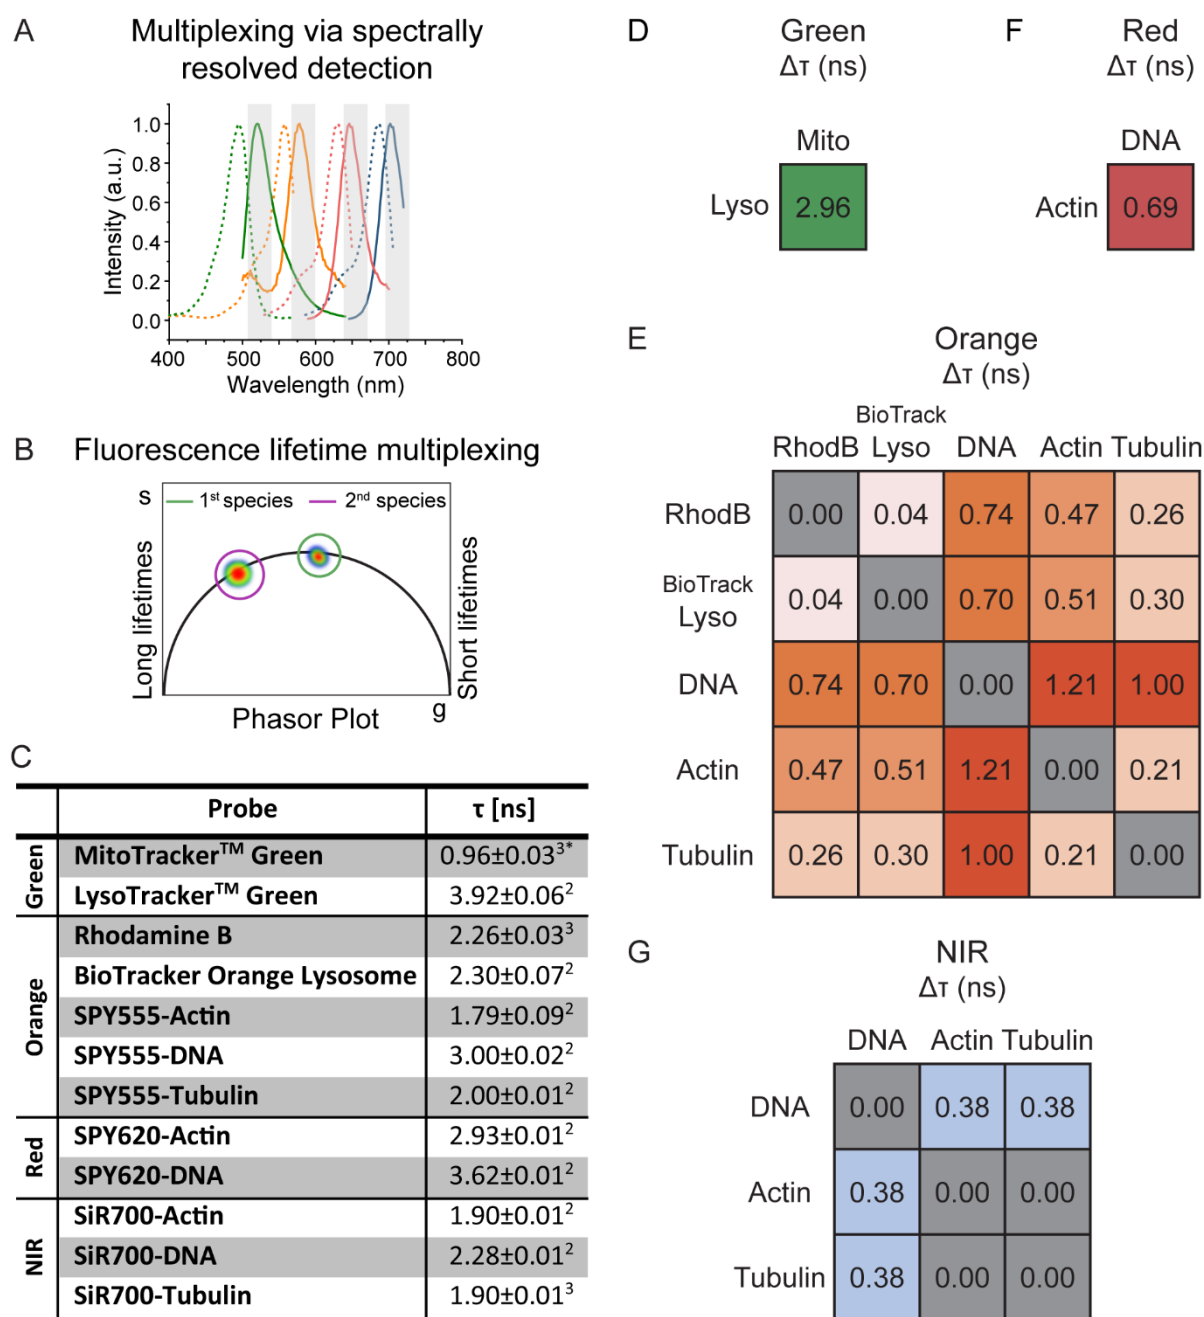 A
Multiplexing via spectrally
resolved detection
Intensity (a.u.)
1.0
0.8
0.6
0.4
0.2
0.0
400 500 600 700 800
Wavelength (nm)
B Fluorescence lifetime multiplexing
s
1st species
2nd species
Long lifetimes
Short lifetimes
Phasor Plot
g
C
Probe τ [ns]
Green
MitoTracker™ Green 0.96±0.03³*
LysoTracker™ Green 3.92±0.06²
Orange
Rhodamine B 2.26±0.03³
BioTracker Orange Lysosome 2.30±0.07²
SPY555-Actin 1.79±0.09²
SPY555-DNA 3.00±0.02²
SPY555-Tubulin 2.00±0.01²
Red
SPY620-Actin 2.93±0.01²
SPY620-DNA 3.62±0.01²
NIR
SiR700-Actin 1.90±0.01²
SiR700-DNA 2.28±0.01²
SiR700-Tubulin 1.90±0.01³
D
Green
Δτ (ns)
Mito
Lyso 2.96
F
Red
Δτ (ns)
DNA
Actin 0.69
E
Orange
Δτ (ns)
BioTrack
RhodB Lyso DNA Actin Tubulin
RhodB 0.00 0.04 0.74 0.47 0.26
BioTrack
Lyso 0.04 0.00 0.70 0.51 0.30
DNA 0.74 0.70 0.00 1.21 1.00
Actin 0.47 0.51 1.21 0.00 0.21
Tubulin 0.26 0.30 1.00 0.21 0.00
G
NIR
Δτ (ns)
DNA Actin Tubulin
DNA 0.00 0.38 0.38
Actin 0.38 0.00 0.00
Tubulin 0.38 0.00 0.00